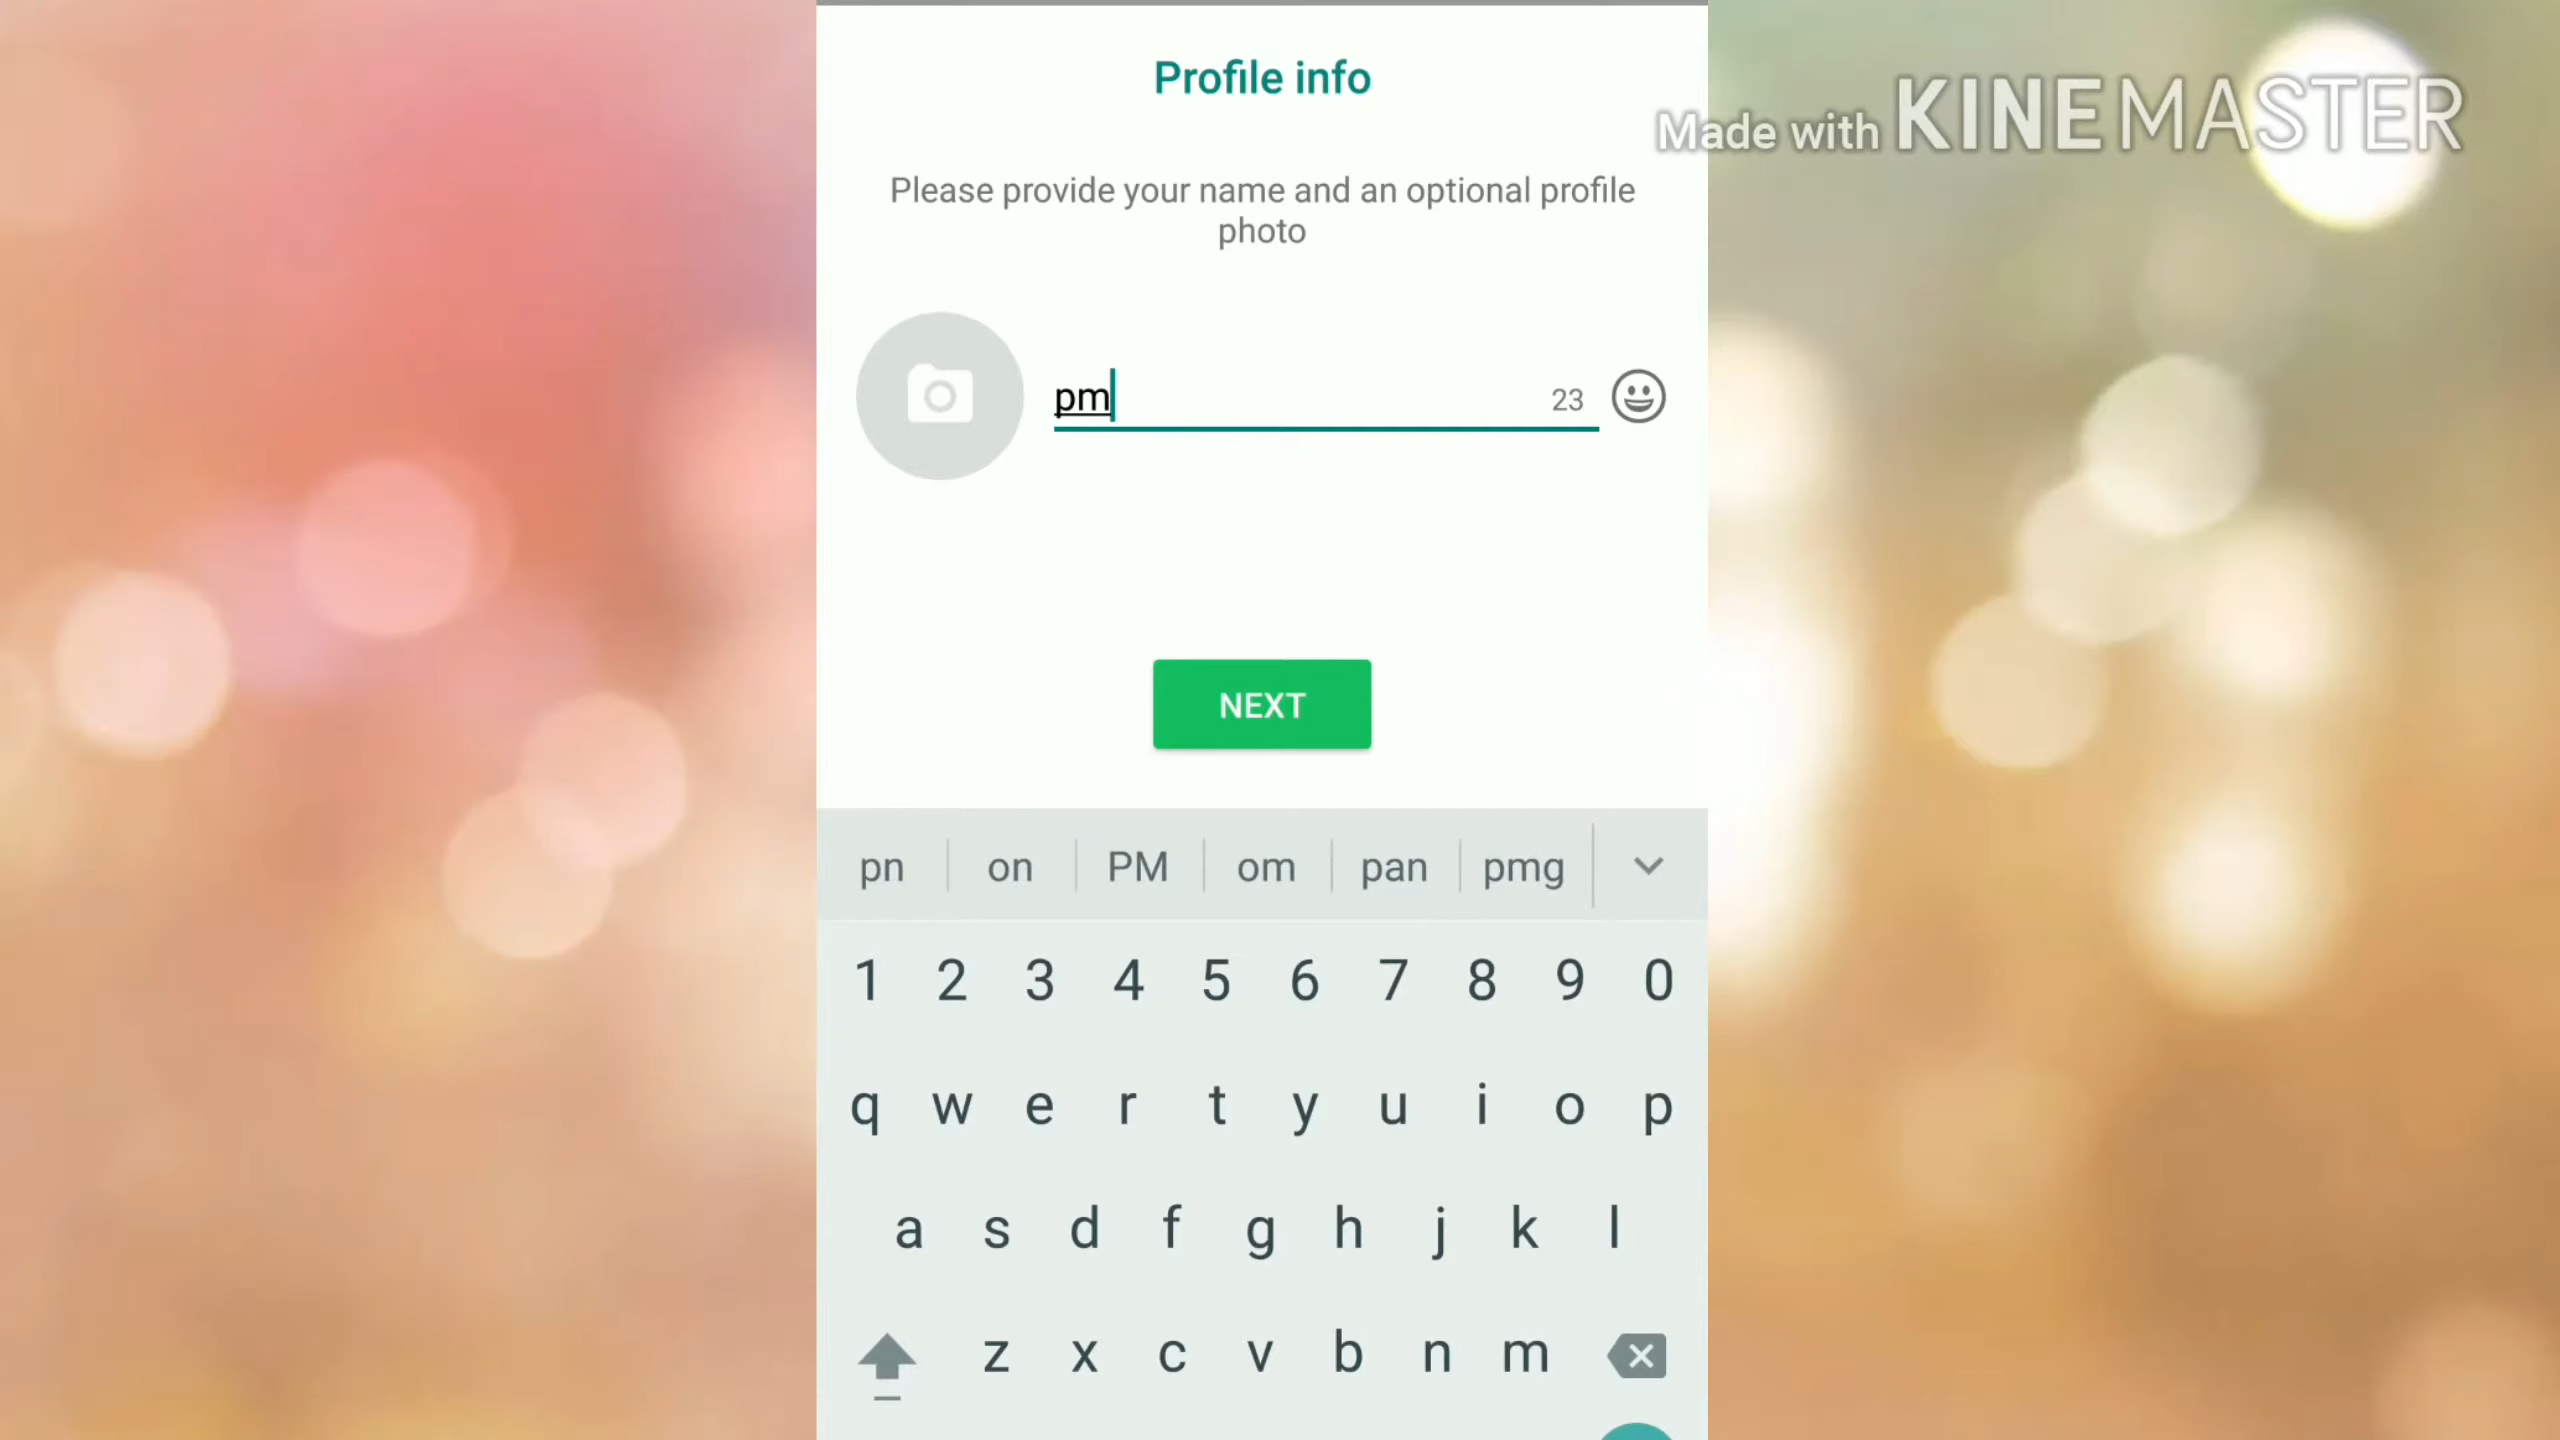 Profile info
Made with KINEMASTER
Please provide your name and an optional profile
photo
pm 23
NEXT
pn on PM om pan pmg
1 2 3 4 5 6 7 8 9 0
q w e r t y u i o p
a s d f g h j k l
z x c v b n m